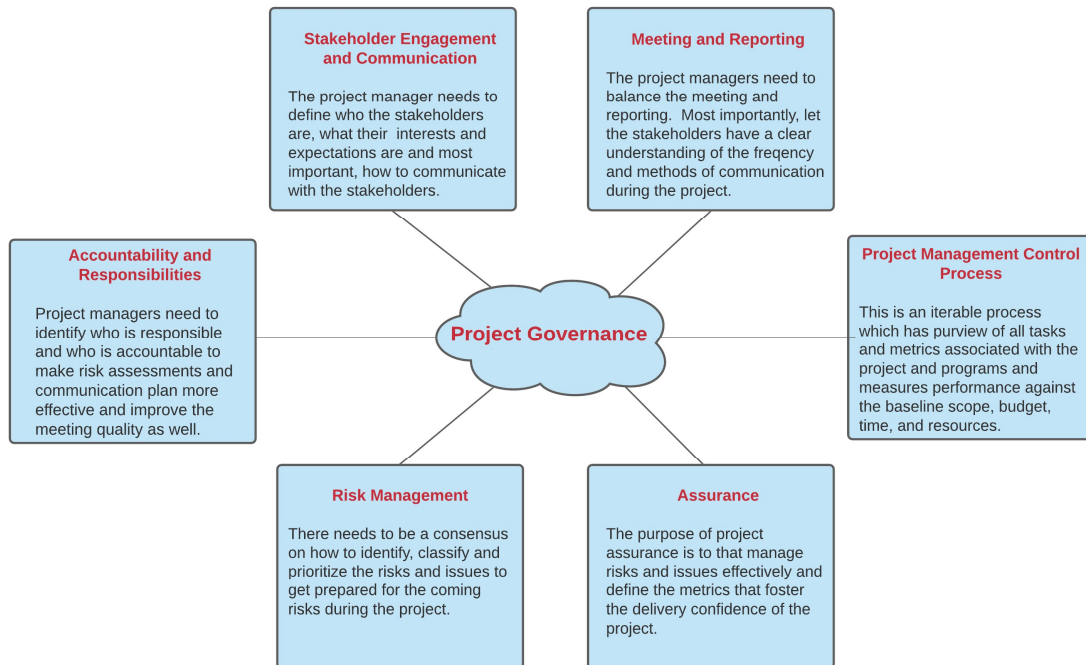 Stakeholder Engagement
and Communication
The project manager needs to
define who the stakeholders
are, what their  interests and
expectations are and most
important, how to communicate
with the stakeholders.
Meeting and Reporting
The project managers need to
balance the meeting and
reporting.  Most importantly, let
the stakeholders have a clear
understanding of the freqency
and methods of communication
during the project.
Accountability and
Responsibilities
Project managers need to
identify who is responsible
and who is accountable to
make risk assessments and
communication plan more
effective and improve the
meeting quality as well.
Project Governance
Project Management Control
Process
This is an iterable process
which has purview of all tasks
and metrics associated with the
project and programs and
measures performance against
the baseline scope, budget,
time, and resources.
Risk Management
There needs to be a consensus
on how to identify, classify and
prioritize the risks and issues to
get prepared for the coming
risks during the project.
Assurance
The purpose of project
assurance is to that manage
risks and issues effectively and
define the metrics that foster
the delivery confidence of the
project.